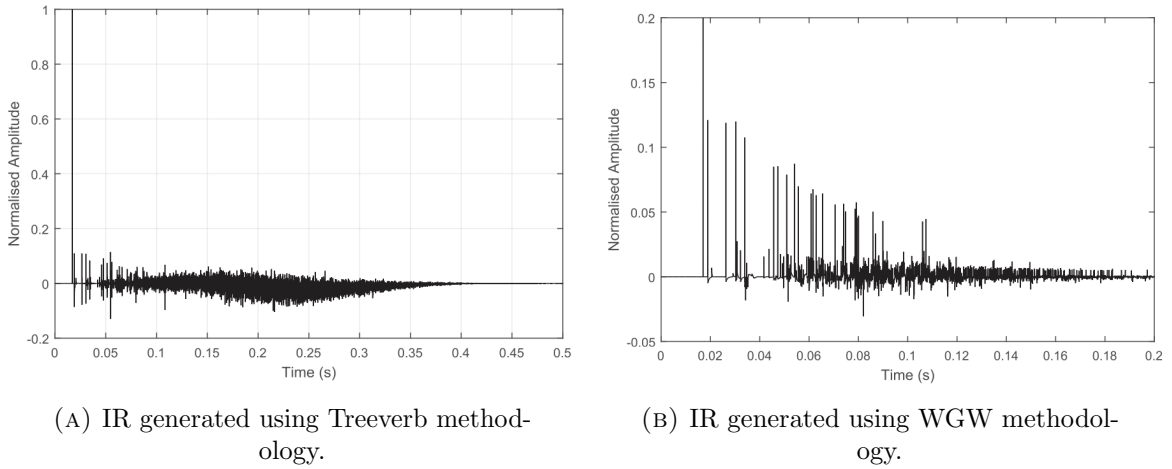 1
0.8
0.6
0.4
0.2
0
-0.2
Normalised Amplitude
0 0.05 0.1 0.15 0.2 0.25 0.3 0.35 0.4 0.45 0.5
Time (s)
(A) IR generated using Treeverb method-
ology.
0.2
0.15
0.1
0.05
0
-0.05
Normalised Amplitude
0 0.02 0.04 0.06 0.08 0.1 0.12 0.14 0.16 0.18 0.2
Time (s)
(B) IR generated using WGW methodol-
ogy.